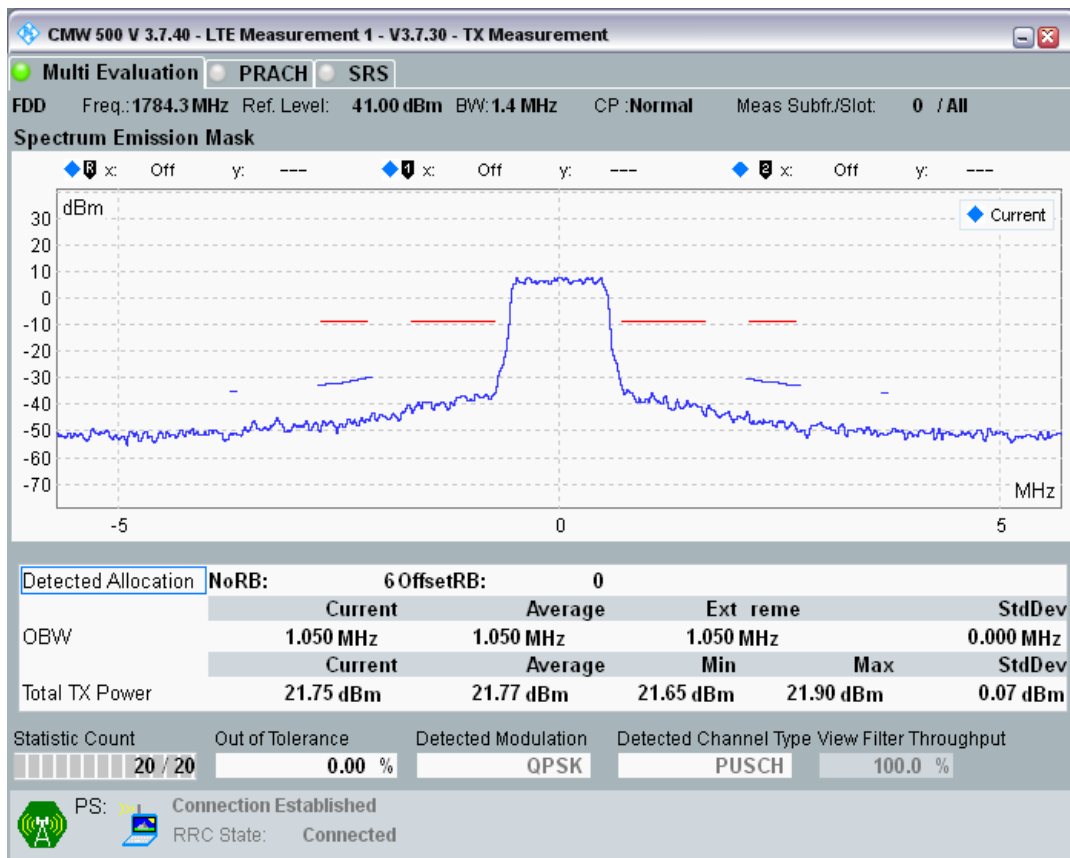 CMW 500 V 3.7.40 - LTE Measurement 1 - V3.7.30 - TX Measurement
Multi Evaluation PRACH SRS
FDD Freq.: 1784.3 MHz Ref. Level: 41.00 dBm BW: 1.4 MHz CP :Normal Meas Subfr./Slot: 0 / All
Spectrum Emission Mask
R x: Off y: --- 1 x: Off y: --- 2 x: Off y: ---
dBm
Current
30
20
10
0
-10
-20
-30
-40
-50
-60
-70
MHz
-5 0 5
Detected Allocation NoRB: 6 OffsetRB: 0
Current Average Ext reme StdDev
OBW 1.050 MHz 1.050 MHz 1.050 MHz 0.000 MHz
Current Average Min Max StdDev
Total TX Power 21.75 dBm 21.77 dBm 21.65 dBm 21.90 dBm 0.07 dBm
Statistic Count Out of Tolerance Detected Modulation Detected Channel Type View Filter Throughput
20 / 20 0.00 % QPSK PUSCH 100.0 %
PS: Connection Established
RRC State: Connected